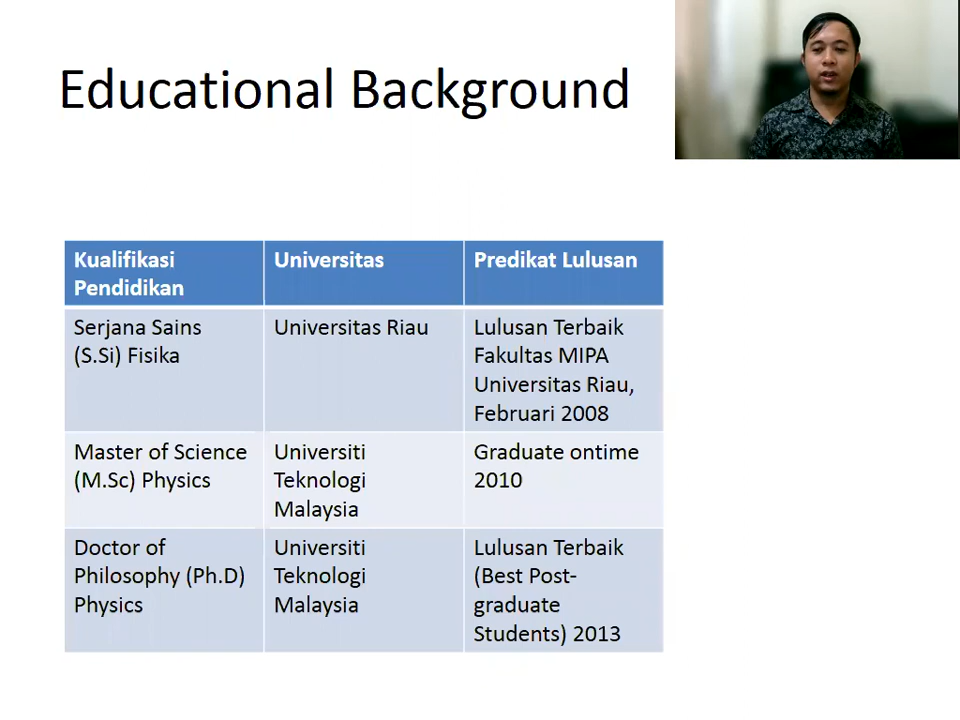 Educational Background
Kualifikasi
Pendidikan
Universitas
Predikat Lulusan
Serjana Sains
(S.Si) Fisika
Universitas Riau
Lulusan Terbaik
Fakultas MIPA
Universitas Riau,
Februari 2008
Master of Science
(M.Sc) Physics
Universiti
Teknologi
Malaysia
Graduate ontime
2010
Doctor of
Philosophy (Ph.D)
Physics
Universiti
Teknologi
Malaysia
Lulusan Terbaik
(Best Post-
graduate
Students) 2013